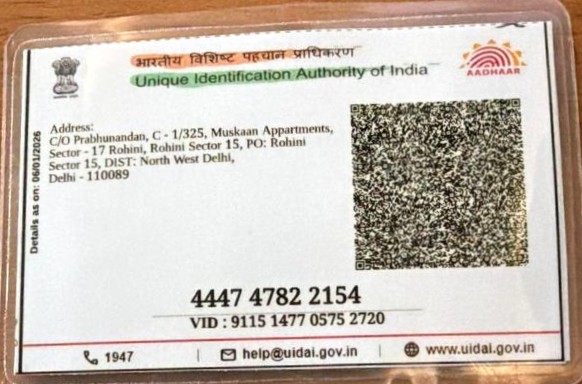 भारतीय विशिष्ट पहचान प्राधिकरण
Unique Identification Authority of India
AADHAAR
Details as on: 06/01/2026
Address:
C/O Prabhunandan, C - 1/325, Muskaan Appartments,
Sector - 17 Rohini, Rohini Sector 15, PO: Rohini
Sector 15, DIST: North West Delhi,
Delhi - 110089
4447 4782 2154
VID : 9115 1477 0575 2720
1947 | help@uidai.gov.in | www.uidai.gov.in